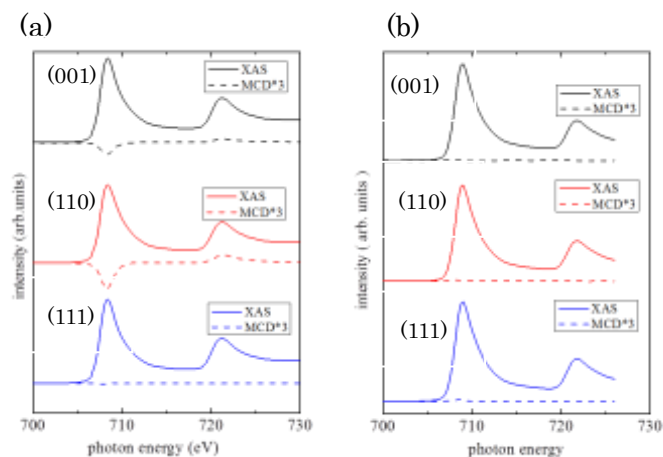 (a)
(001)
XAS
MCD*3
(110)
XAS
MCD*3
(111)
XAS
MCD*3
intensity (arb.units)
700
710
720
730
photon energy (eV)
(b)
(001)
XAS
MCD*3
(110)
XAS
MCD*3
(111)
XAS
MCD*3
intensity ( arb. units )
700
710
720
730
photon energy